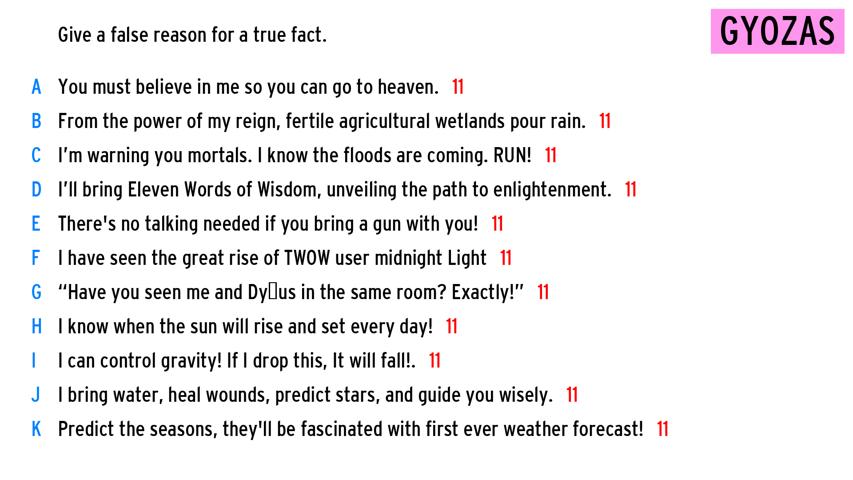 Give a false reason for a true fact.
GYOZAS
A You must believe in me so you can go to heaven. 11
B From the power of my reign, fertile agricultural wetlands pour rain. 11
C I’m warning you mortals. I know the floods are coming. RUN! 11
D I’ll bring Eleven Words of Wisdom, unveiling the path to enlightenment. 11
E There's no talking needed if you bring a gun with you! 11
F I have seen the great rise of TWOW user midnight Light 11
G “Have you seen me and Dy▯us in the same room? Exactly!” 11
H I know when the sun will rise and set every day! 11
I I can control gravity! If I drop this, It will fall!. 11
J I bring water, heal wounds, predict stars, and guide you wisely. 11
K Predict the seasons, they'll be fascinated with first ever weather forecast! 11